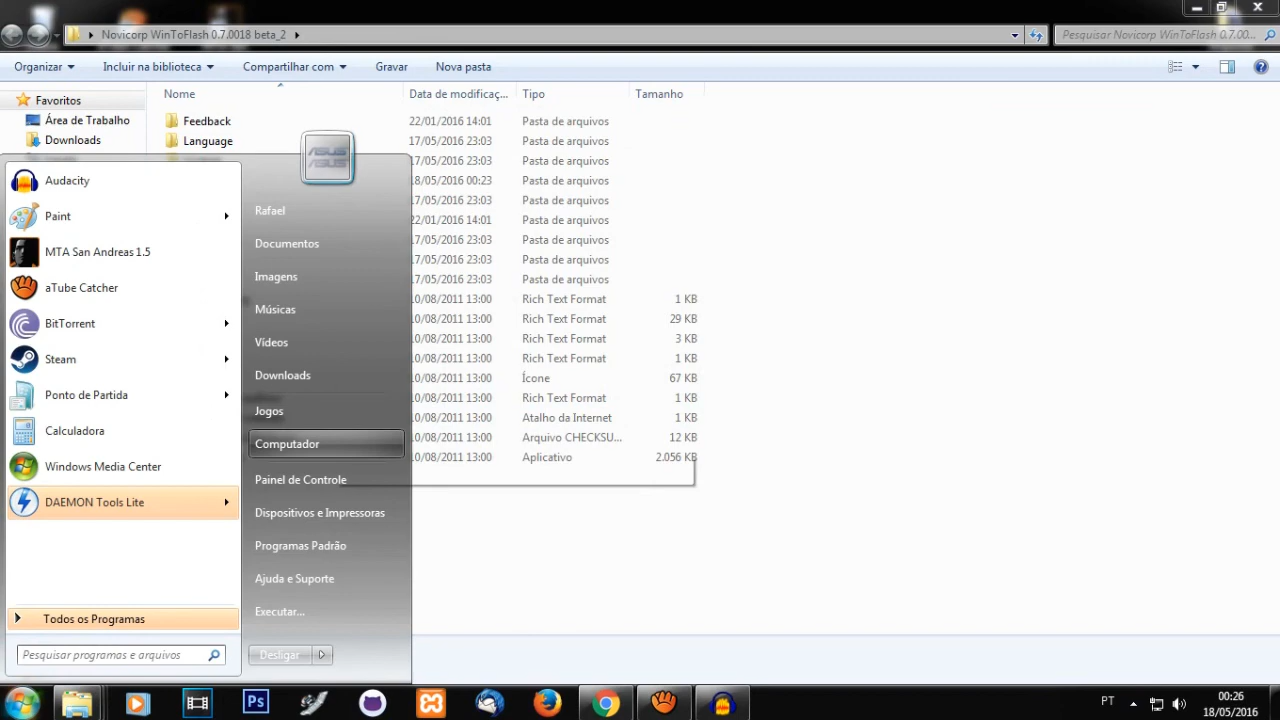 Novicorp WinToFlash 0.7.0018 beta_2
Pesquisar Novicorp WinToFlash 0.7.00...
Organizar
Incluir na biblioteca
Compartilhar com
Gravar
Nova pasta
Favoritos
Área de Trabalho
Downloads
Nome
Data de modificaç...
Tipo
Tamanho
Feedback
22/01/2016 14:01
Pasta de arquivos
Language
17/05/2016 23:03
Pasta de arquivos
17/05/2016 23:03
Pasta de arquivos
18/05/2016 00:23
Pasta de arquivos
17/05/2016 23:03
Pasta de arquivos
22/01/2016 14:01
Pasta de arquivos
17/05/2016 23:03
Pasta de arquivos
17/05/2016 23:03
Pasta de arquivos
17/05/2016 23:03
Pasta de arquivos
10/08/2011 13:00
Rich Text Format
1 KB
10/08/2011 13:00
Rich Text Format
29 KB
10/08/2011 13:00
Rich Text Format
3 KB
10/08/2011 13:00
Rich Text Format
1 KB
10/08/2011 13:00
Ícone
67 KB
10/08/2011 13:00
Rich Text Format
1 KB
10/08/2011 13:00
Atalho da Internet
1 KB
10/08/2011 13:00
Arquivo CHECKSU...
12 KB
10/08/2011 13:00
Aplicativo
2.056 KB
Audacity
Paint
MTA San Andreas 1.5
aTube Catcher
BitTorrent
Steam
Ponto de Partida
Calculadora
Windows Media Center
DAEMON Tools Lite
Todos os Programas
Pesquisar programas e arquivos
ASUS
Rafael
Documentos
Imagens
Músicas
Vídeos
Downloads
Jogos
Computador
Painel de Controle
Dispositivos e Impressoras
Programas Padrão
Ajuda e Suporte
Executar...
Desligar
Ps
PT
00:26
18/05/2016